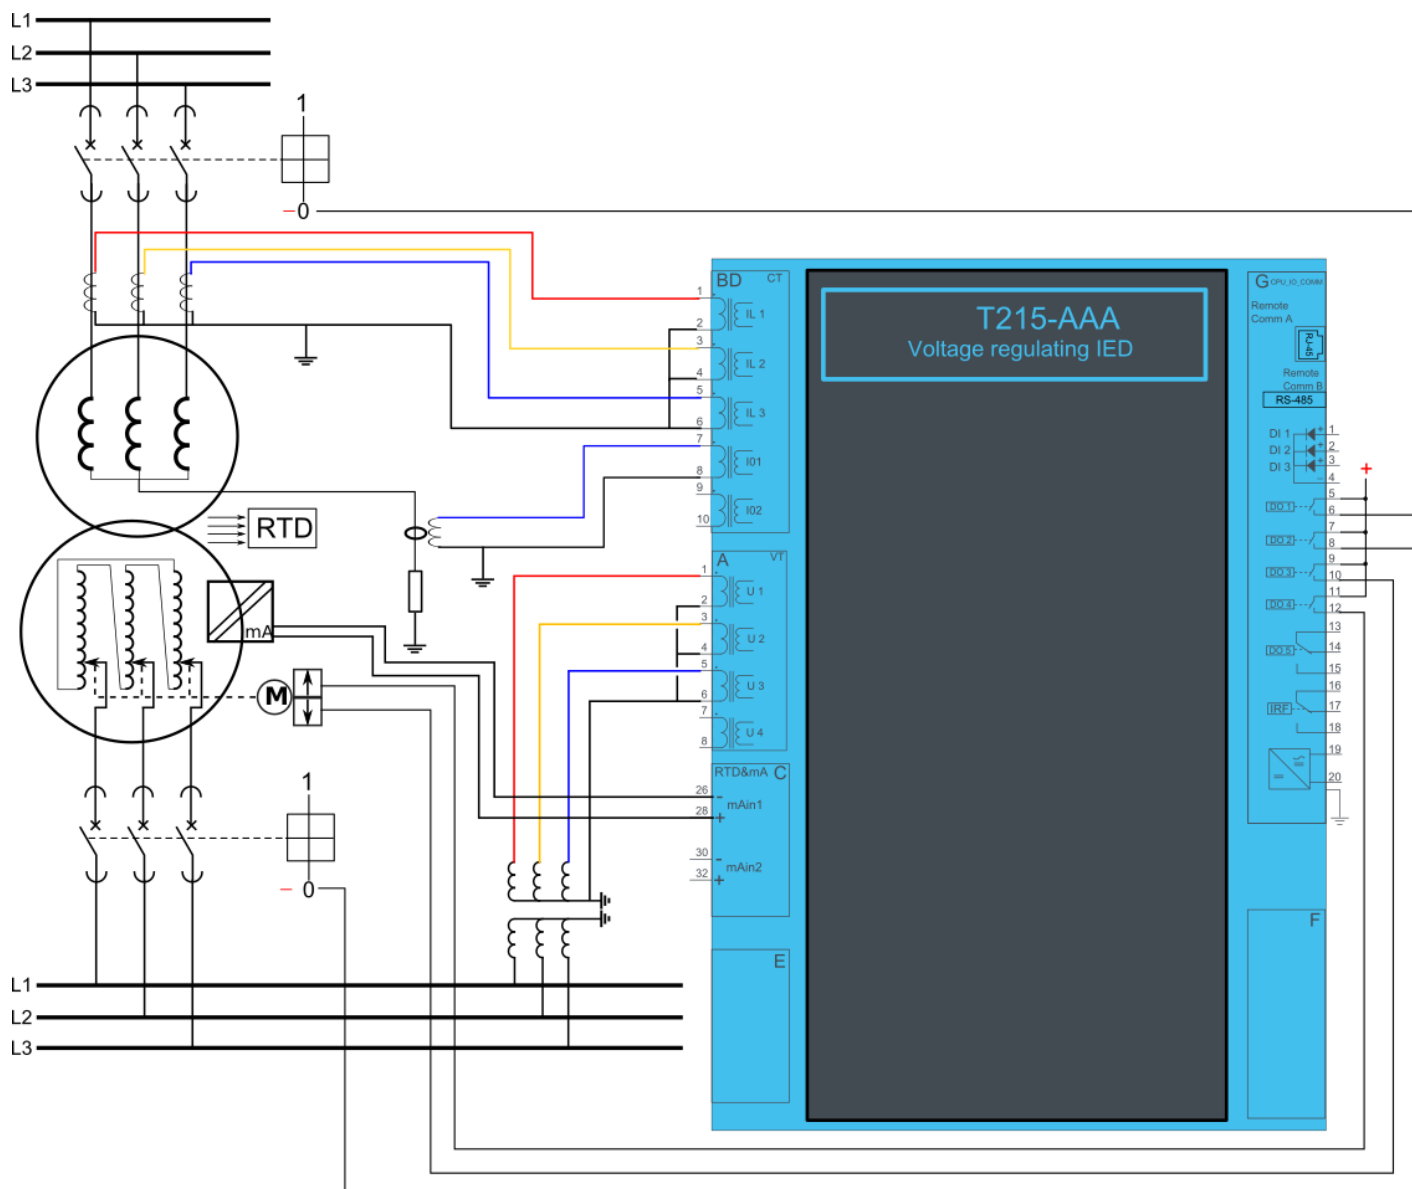 L1
L2
L3
1
−0
RTD
mA
M
1
− 0
L1
L2
L3
BD CT
1
2
3
4
5
6
7
8
9
10
IL 1
IL 2
IL 3
I01
I02
A VT
1
2
3
4
5
6
7
8
U 1
U 2
U 3
U 4
RTD&mA C
26 -
mAin1
28 +
30 -
mAin2
32 +
E
T215-AAA
Voltage regulating IED
G CPU_IO_COMM
Remote
Comm A
RJ-45
Remote
Comm B
RS-485
DI 1 + 1
DI 2 + 2
DI 3 + 3
- 4
+
5
DO 1 6
7
DO 2 8
9
DO 3 10
11
DO 4 12
13
DO 5 14
15
16
IRF 17
18
19
20
F